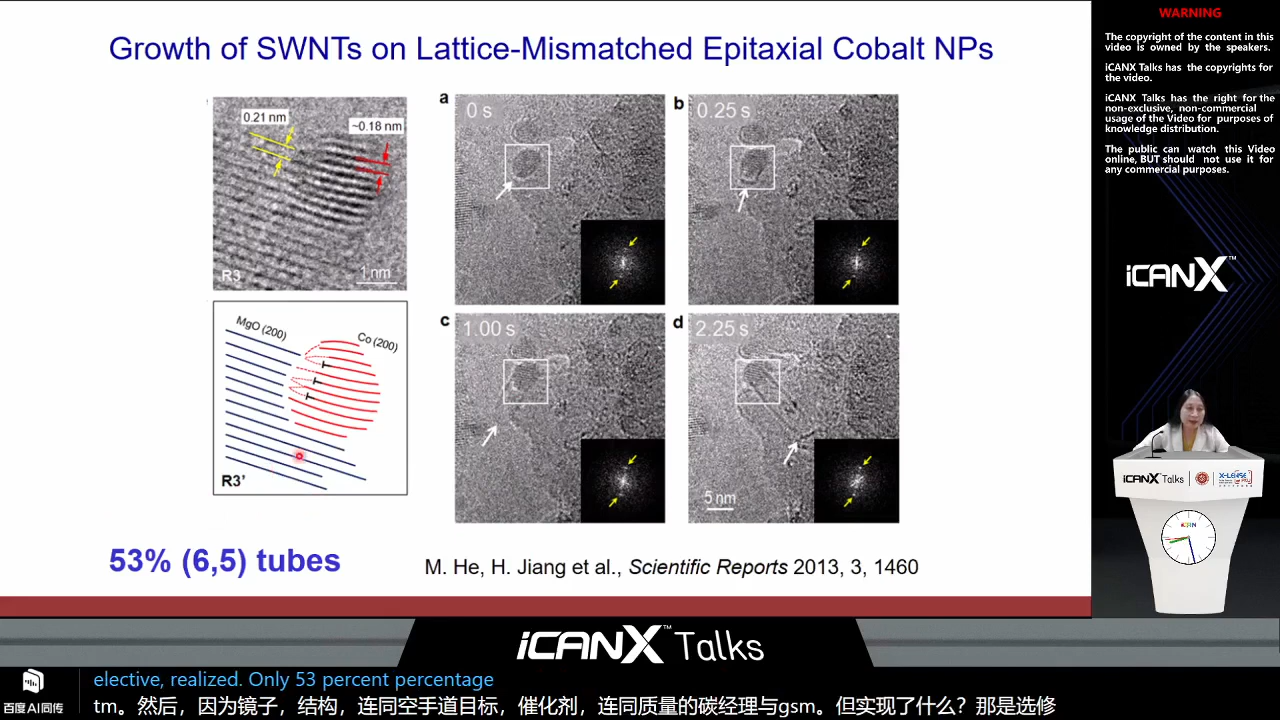 Growth of SWNTs on Lattice-Mismatched Epitaxial Cobalt NPs
0.21 nm
~0.18 nm
R3
1 nm
MgO (200)
Co (200)
R3’
a
0 s
b
0.25 s
c
1.00 s
d
2.25 s
5 nm
53% (6,5) tubes
M. He, H. Jiang et al., Scientific Reports 2013, 3, 1460
WARNING
The copyright of the content in this
video is owned by the speakers.
iCANX Talks has the copyrights for
the video.
iCANX Talks has the right for the
non-exclusive, non-commercial
usage of the Video for purposes of
knowledge distribution.
The public can watch this Video
online, BUT should not use it for
any commercial purposes.
iCANX™
iCANX Talks
X-LENSE
iCANX™ Talks
百度AI同传
elective, realized. Only 53 percent percentage
tm。然后，因为镜子，结构，连同空手道目标，催化剂，连同质量的碳经理与gsm。但实现了什么？那是选修